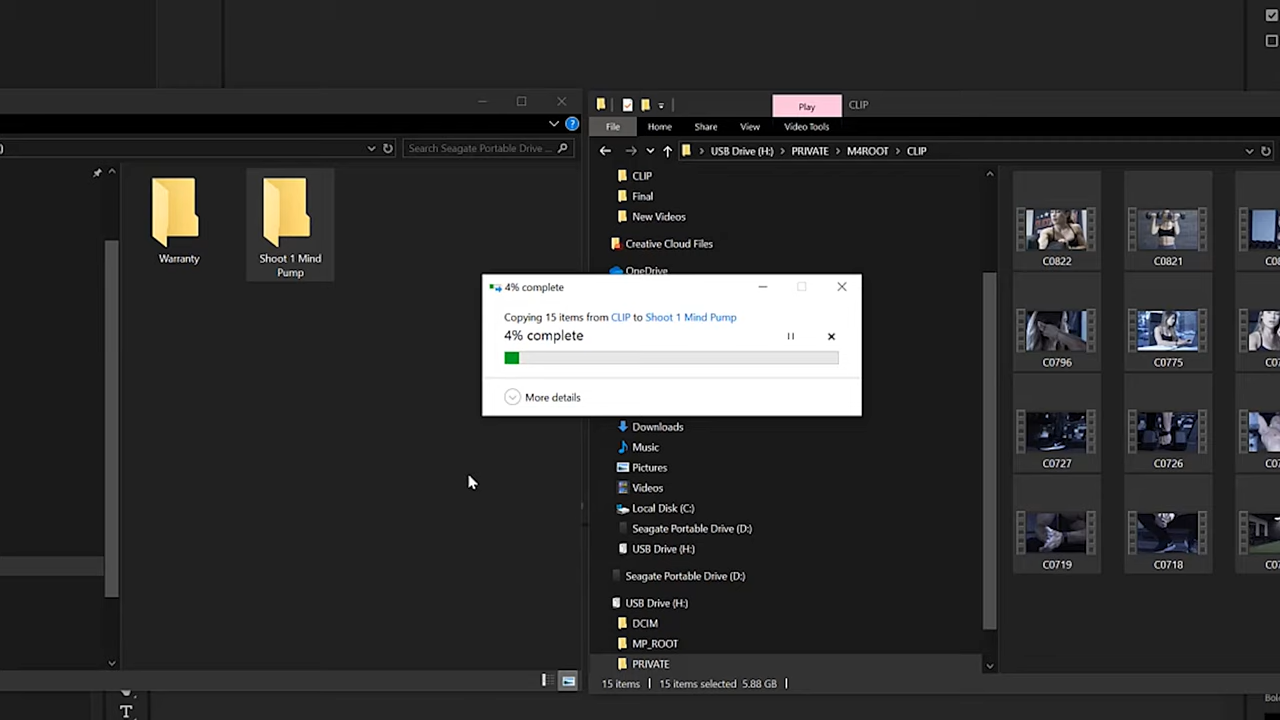 )
Search Seagate Portable Drive ...
Warranty
Shoot 1 Mind
Pump
Play
CLIP
File
Home
Share
View
Video Tools
USB Drive (H:)
PRIVATE
M4ROOT
CLIP
CLIP
Final
New Videos
Creative Cloud Files
OneDrive
4% complete
Copying 15 items from CLIP to Shoot 1 Mind Pump
4% complete
More details
Downloads
Music
Pictures
Videos
Local Disk (C:)
Seagate Portable Drive (D:)
USB Drive (H:)
Seagate Portable Drive (D:)
USB Drive (H:)
DCIM
MP_ROOT
PRIVATE
C0822
C0821
C0796
C0775
C0727
C0726
C0719
C0718
15 items
15 items selected 5.88 GB
T